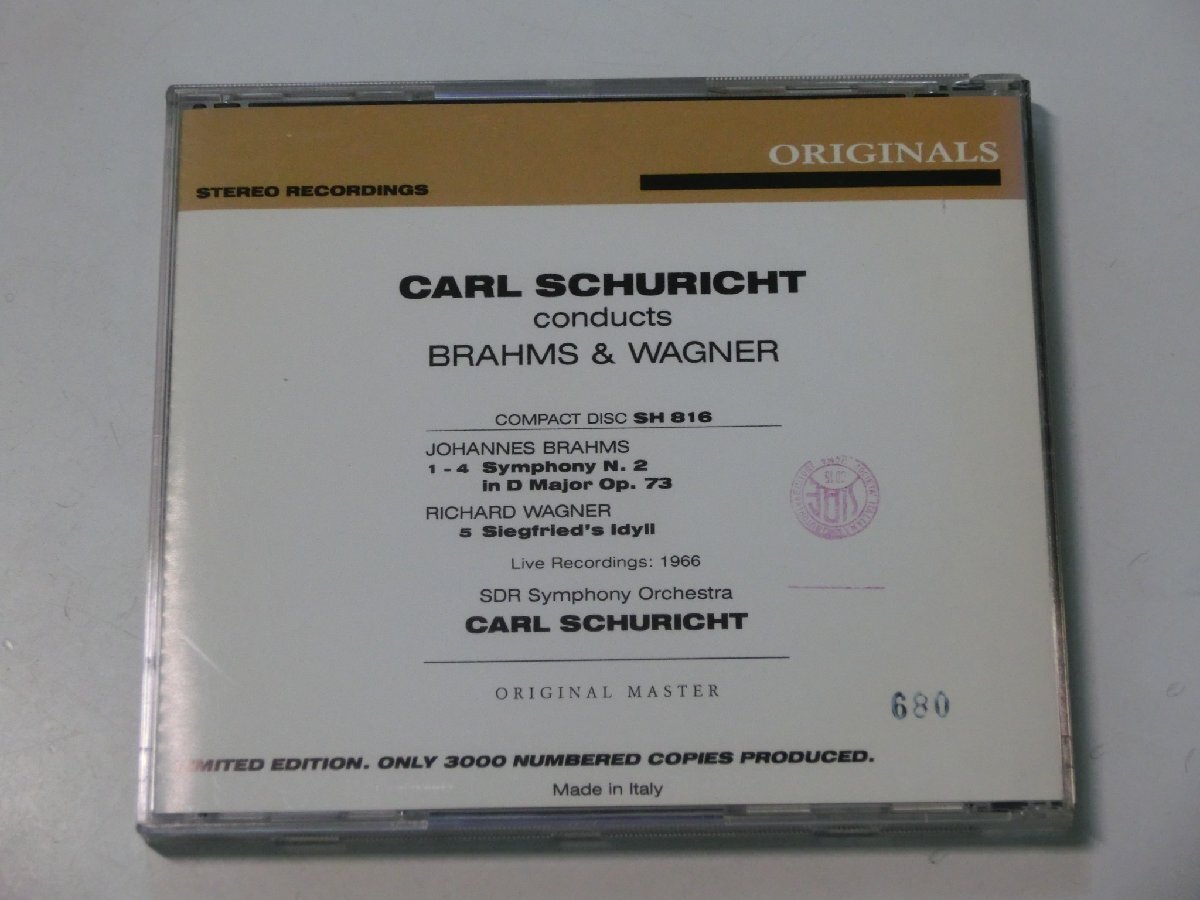 ORIGINALS
STEREO RECORDINGS
CARL SCHURICHT
conducts
BRAHMS & WAGNER
COMPACT DISC SH 816
JOHANNES BRAHMS
1 - 4 Symphony N. 2
in D Major Op. 73
RICHARD WAGNER
5 Siegfried's Idyll
Live Recordings: 1966
SDR Symphony Orchestra
CARL SCHURICHT
ORIGINAL MASTER
680
LIMITED EDITION. ONLY 3000 NUMBERED COPIES PRODUCED.
Made in Italy